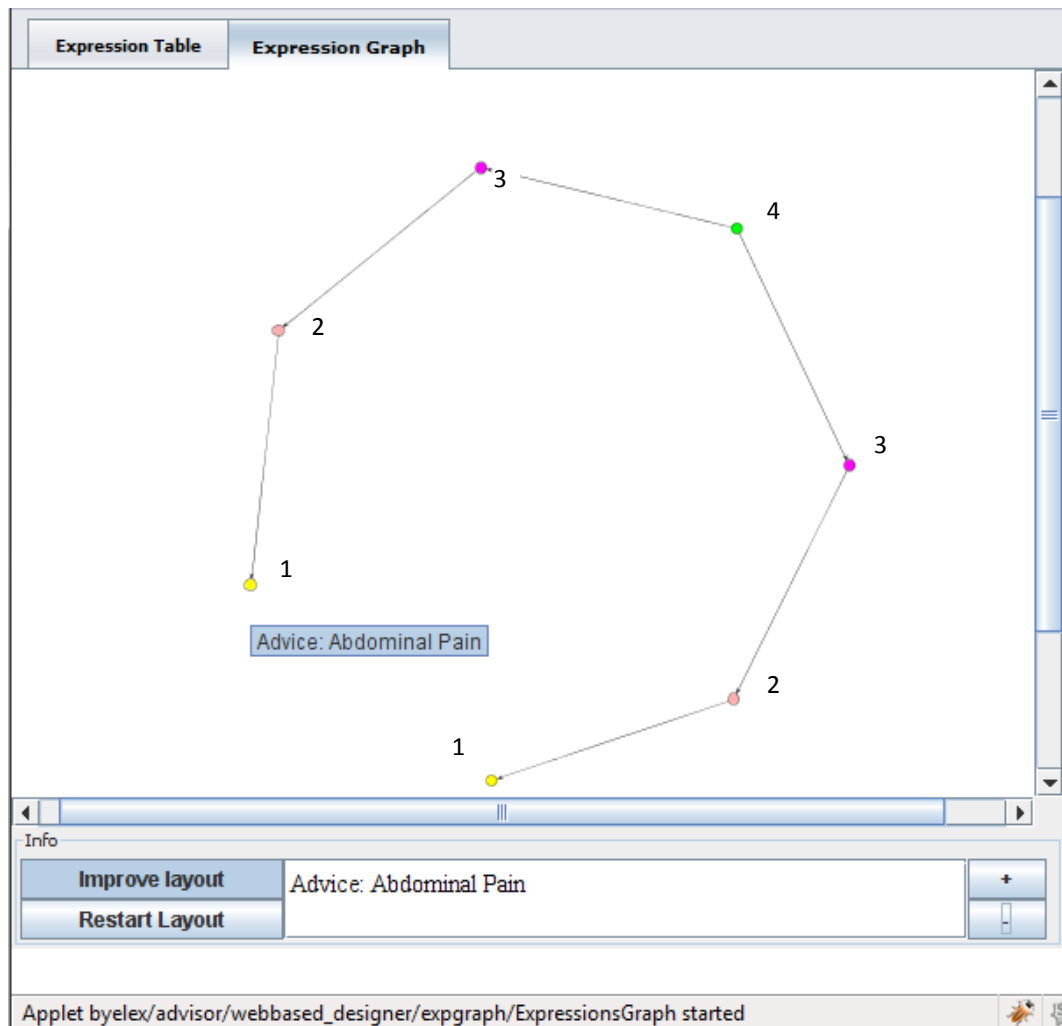 Expression Table
Expression Graph
3
4
2
3
1
Advice: Abdominal Pain
2
1
Info
Improve layout
Advice: Abdominal Pain
+
Restart Layout
-
Applet byelex/advisor/webbased_designer/expgraph/ExpressionsGraph started